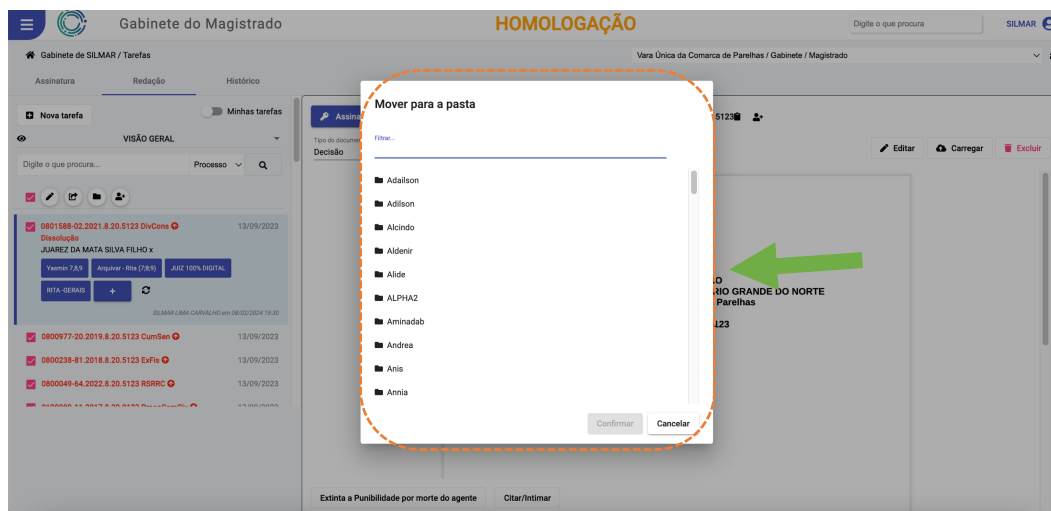 Gabinete do Magistrado
HOMOLOGAÇÃO
Digite o que procura
SILMAR
Gabinete de SILMAR / Tarefas
Vara Única da Comarca de Parelhas / Gabinete / Magistrado
Assinatura
Redação
Histórico
Nova tarefa
Minhas tarefas
VISÃO GERAL
Digite o que procura...
Processo
0801588-02.2021.8.20.5123 DivCons
13/09/2023
Dissolução
JUAREZ DA MATA SILVA FILHO x
Yasmin 7,8,9
Arquivar - Rita (7;8;9)
JUIZ 100% DIGITAL
RITA -GERAIS
+
SILMAR LIMA CARVALHO em 08/02/2024 15:30
0800977-20.2019.8.20.5123 CumSen
13/09/2023
0800238-81.2018.8.20.5123 ExFis
13/09/2023
0800049-64.2022.8.20.5123 RSRRC
13/09/2023
Assina
5123
Tipo do docume
Decisão
Editar
Carregar
Excluir
Mover para a pasta
Filtrar...
Adailson
Adilson
Alcindo
Aldenir
Alide
ALPHA2
Aminadab
Andrea
Anis
Annia
Confirmar
Cancelar
RIO GRANDE DO NORTE
Parelhas
Extinta a Punibilidade por morte do agente
Citar/Intimar